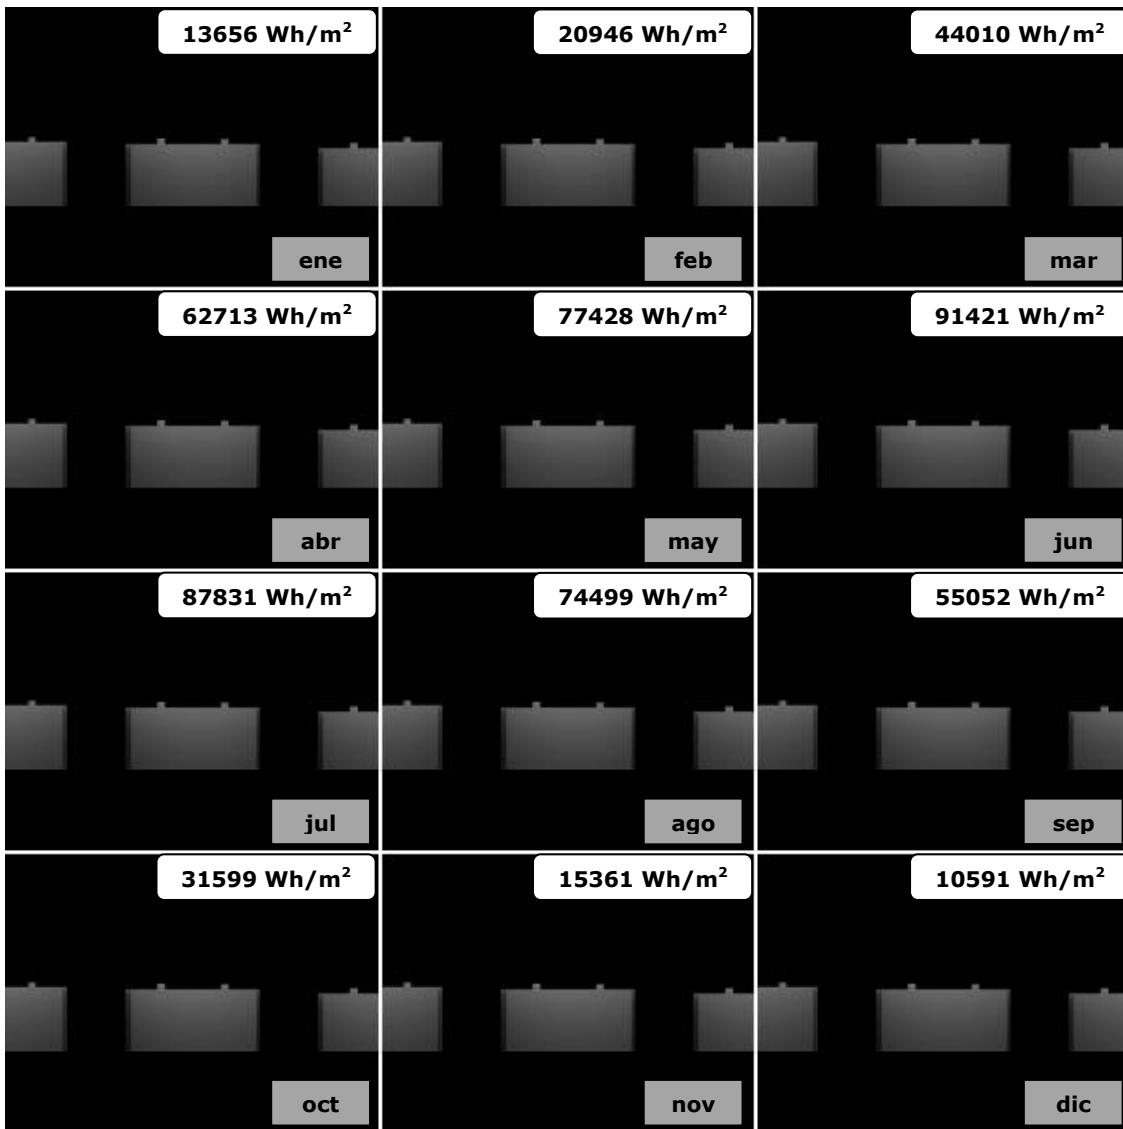 13656 Wh/m²
20946 Wh/m²
44010 Wh/m²
ene
feb
mar
62713 Wh/m²
77428 Wh/m²
91421 Wh/m²
abr
may
jun
87831 Wh/m²
74499 Wh/m²
55052 Wh/m²
jul
ago
sep
31599 Wh/m²
15361 Wh/m²
10591 Wh/m²
oct
nov
dic